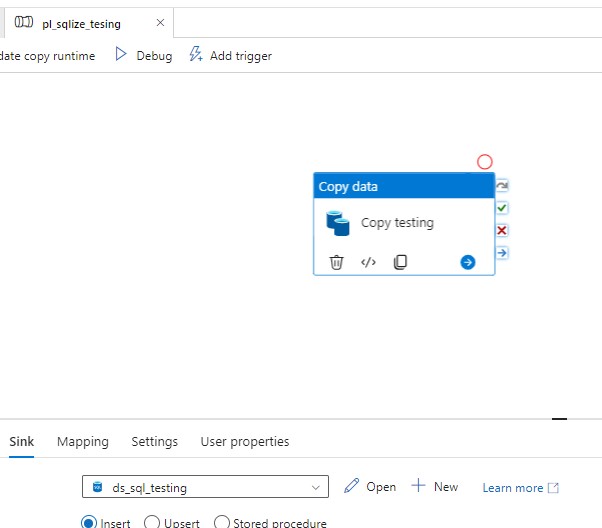 pl_sqlize_tesing
date copy runtime Debug Add trigger
Copy data
Copy testing
Sink Mapping Settings User properties
ds_sql_testing Open New Learn more
Insert Upsert Stored procedure